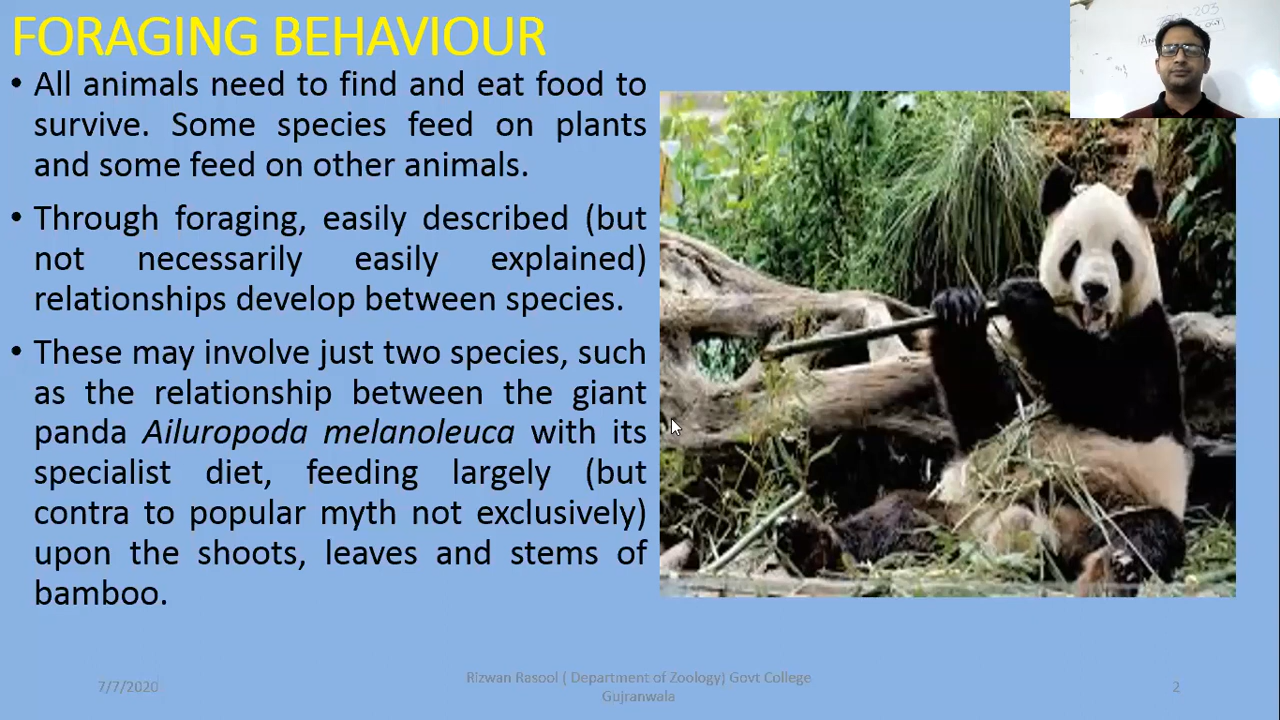 FORAGING BEHAVIOUR
• All animals need to find and eat food to
survive. Some species feed on plants
and some feed on other animals.
• Through foraging, easily described (but
not necessarily easily explained)
relationships develop between species.
• These may involve just two species, such
as the relationship between the giant
panda Ailuropoda melanoleuca with its
specialist diet, feeding largely (but
contra to popular myth not exclusively)
upon the shoots, leaves and stems of
bamboo.
7/7/2020
Rizwan Rasool ( Department of Zoology) Govt College
Gujranwala
2